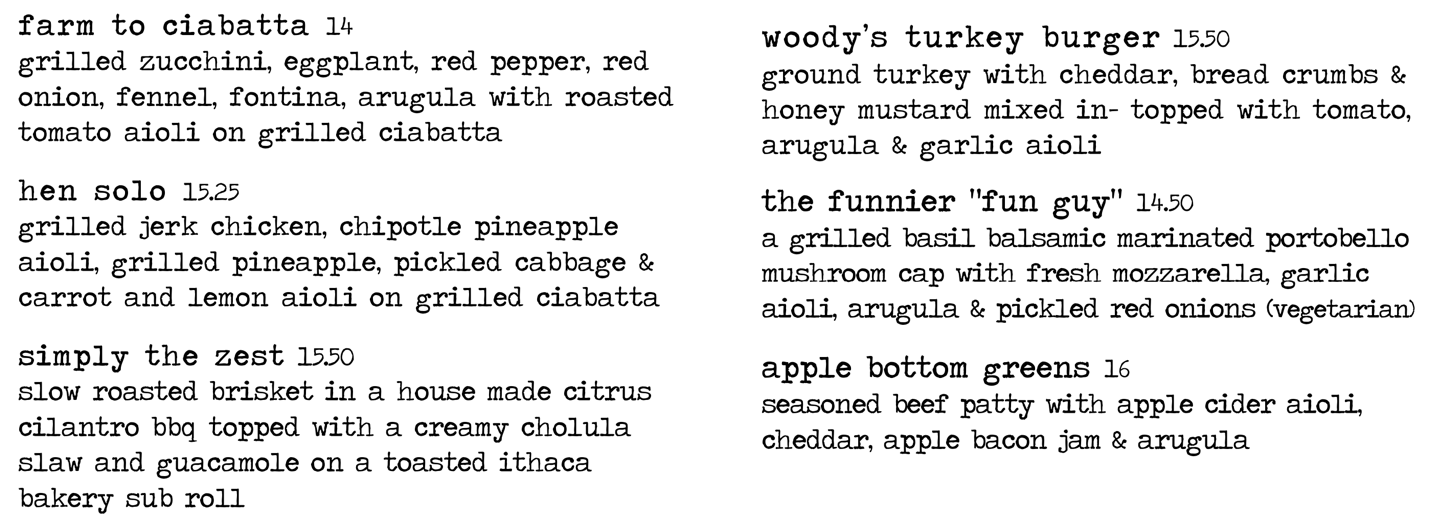 farm to ciabatta 14
grilled zucchini, eggplant, red pepper, red
onion, fennel, fontina, arugula with roasted
tomato aioli on grilled ciabatta
hen solo 15.25
grilled jerk chicken, chipotle pineapple
aioli, grilled pineapple, pickled cabbage &
carrot and lemon aioli on grilled ciabatta
simply the zest 15.50
slow roasted brisket in a house made citrus
cilantro bbq topped with a creamy cholula
slaw and guacamole on a toasted ithaca
bakery sub roll
woody's turkey burger 15.50
ground turkey with cheddar, bread crumbs &
honey mustard mixed in- topped with tomato,
arugula & garlic aioli
the funnier "fun guy" 14.50
a grilled basil balsamic marinated portobello
mushroom cap with fresh mozzarella, garlic
aioli, arugula & pickled red onions (vegetarian)
apple bottom greens 16
seasoned beef patty with apple cider aioli,
cheddar, apple bacon jam & arugula